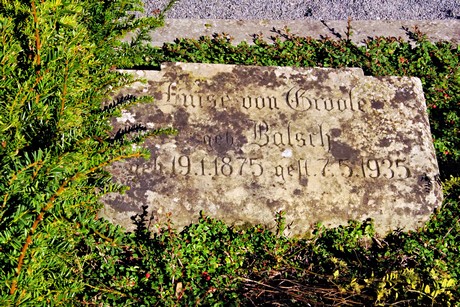 Luise von Groote
geb. Balsch
geb. 19.1.1875 gest. 7.5.1935